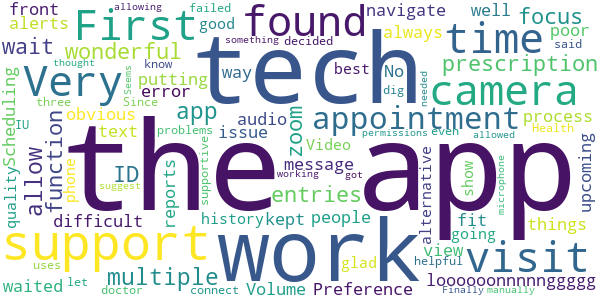 front
alerts
First
found
navigate
allowing
failed
good
always
well
focus
poor
said
wait
wonderful
something
decided
know
putting
tech
time
Very
Seems
way
best
No
dig
prescription
camera
thought
three
Since
error
app
zoom
audio
issue
needed
Scheduling
quality
IU
obvious
text
problems
supportive
message
Video
appointment
permissions
even
process
allowed
Health
function
allow
phone
ID
suggest
the app
working
got
entries
alternative
show
microphone
things
upcoming
difficult
reports
history
kept
people
view
fit
going
support
work
visit
helpful
glad
loooooonnnnnggggg
waited
uses
let
multiple
doctor
connect
Volume
Preference
Finally
manually